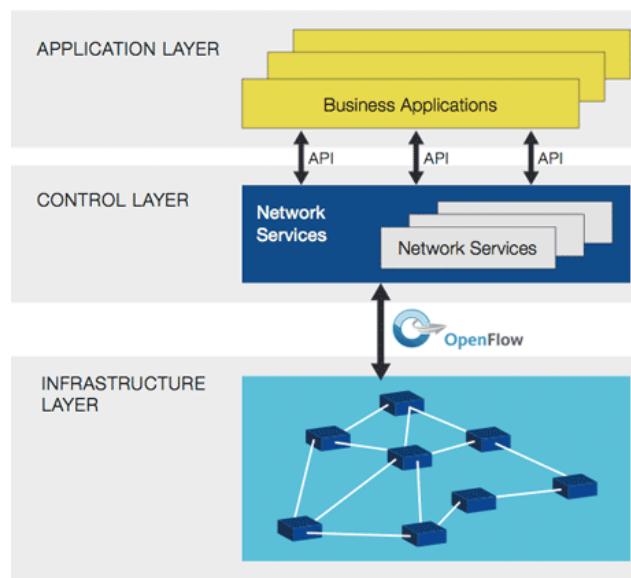 APPLICATION LAYER
Business Applications
API
API
API
CONTROL LAYER
Network
Services
Network Services
OpenFlow
INFRASTRUCTURE
LAYER